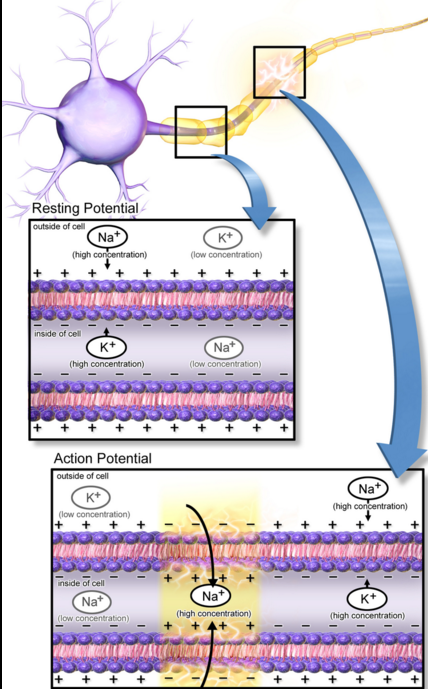 Resting Potential
outside of cell
Na+
(high concentration)
K+
(low concentration)
+ + + + + + + + +
– – – – – – – – –
inside of cell
K+
(high concentration)
Na+
(low concentration)
– – – – – – – – –
+ + + + + + + + +
Action Potential
outside of cell
K+
(low concentration)
Na+
(high concentration)
+ + + + – – – – + + + + + +
– – – – + + + + – – – – – –
inside of cell
Na+
(low concentration)
Na+
(high concentration)
K+
(high concentration)
– – – – + + + + – – – – – –
+ + + + – – – – + + + + + +